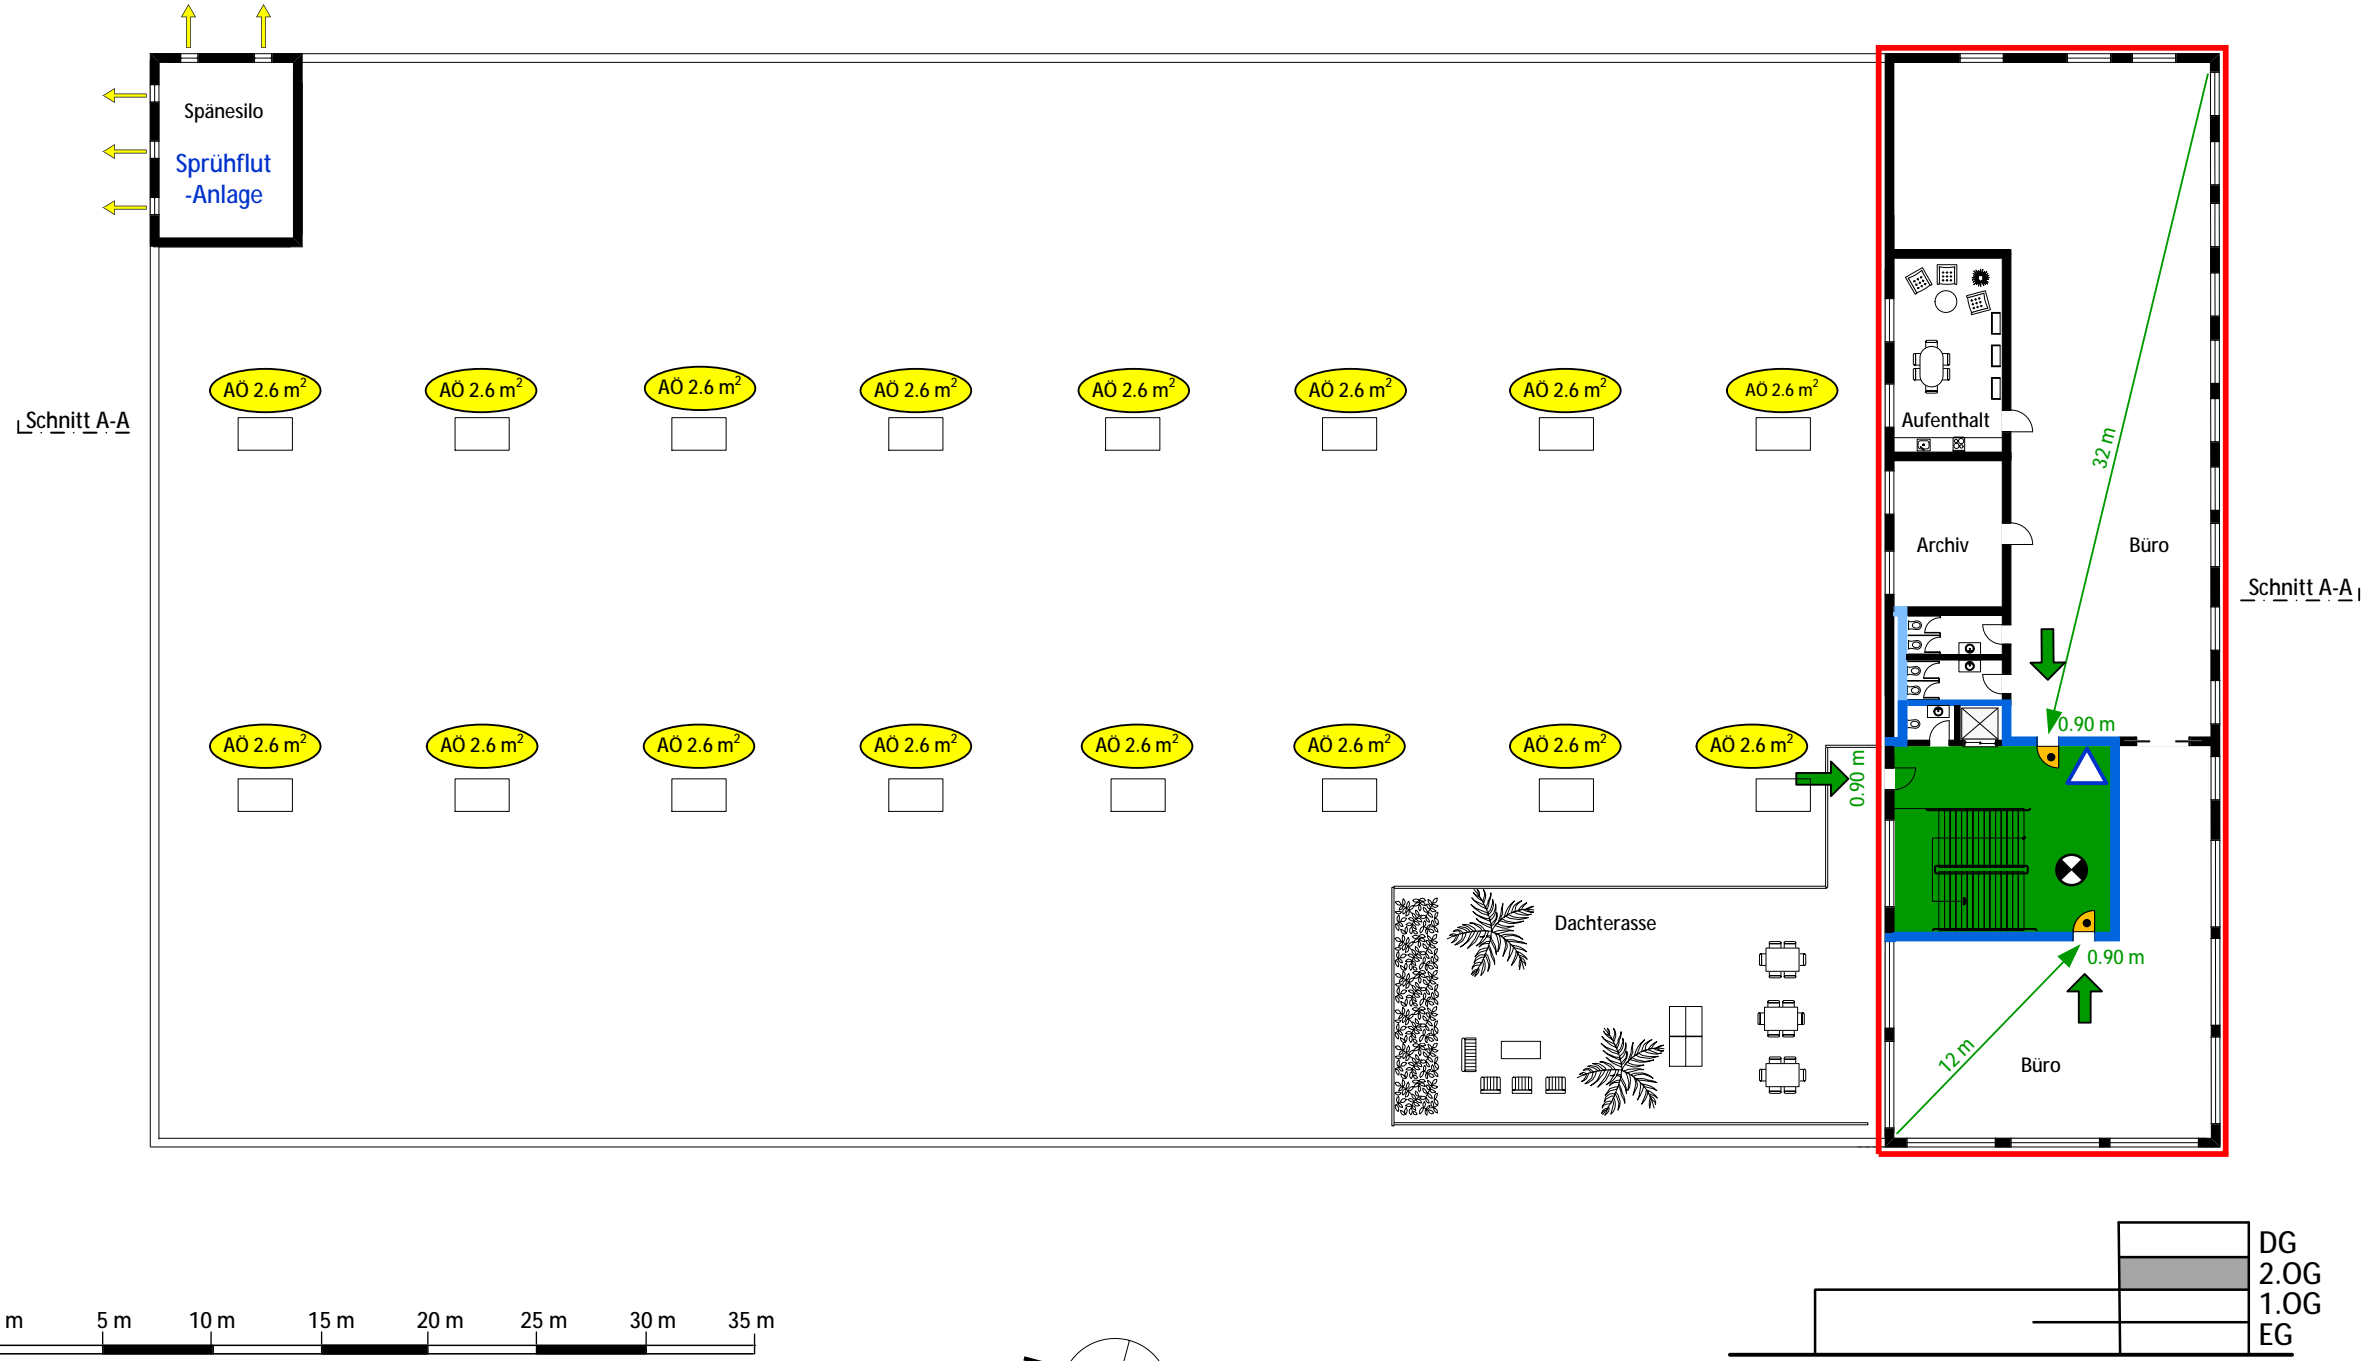 Spänesilo
Sprühflut
-Anlage
AÖ 2.6 m²
AÖ 2.6 m²
AÖ 2.6 m²
AÖ 2.6 m²
AÖ 2.6 m²
AÖ 2.6 m²
AÖ 2.6 m²
AÖ 2.6 m²
Schnitt A-A
Aufenthalt
32 m
Archiv
Büro
Schnitt A-A
0.90 m
AÖ 2.6 m²
AÖ 2.6 m²
AÖ 2.6 m²
AÖ 2.6 m²
AÖ 2.6 m²
AÖ 2.6 m²
AÖ 2.6 m²
AÖ 2.6 m²
0.90 m
Dachterasse
0.90 m
12 m
Büro
DG
2.OG
1.OG
EG
m 5 m 10 m 15 m 20 m 25 m 30 m 35 m